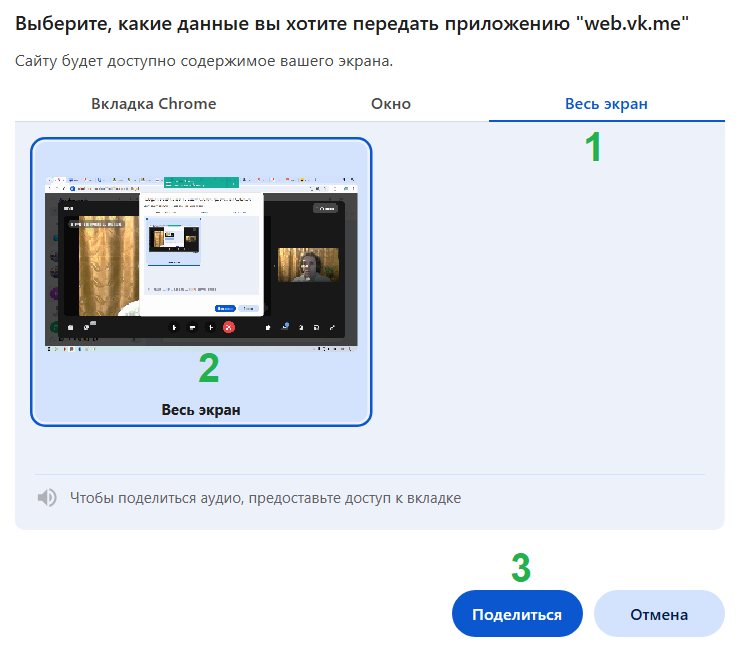 Выберите, какие данные вы хотите передать приложению "web.vk.me"
Сайту будет доступно содержимое вашего экрана.
Вкладка Chrome
Окно
Весь экран
1
2
Весь экран
Чтобы поделиться аудио, предоставьте доступ к вкладке
3
Поделиться
Отмена